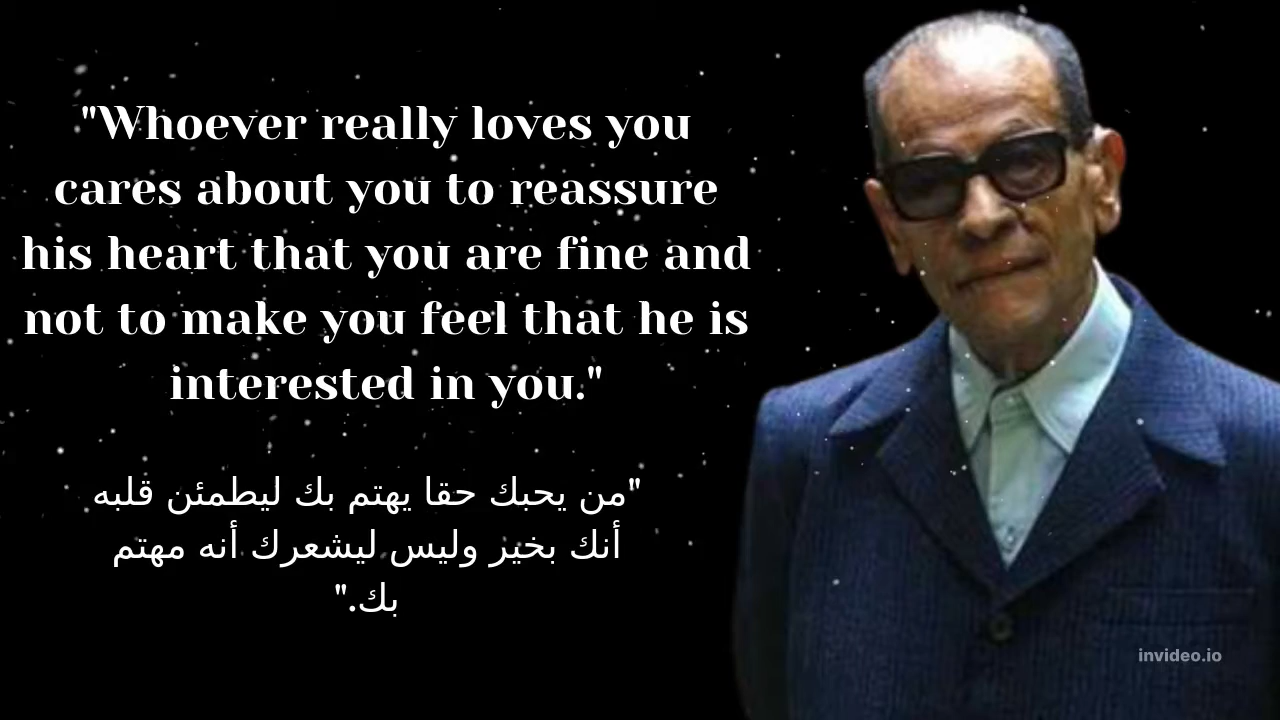 "Whoever really loves you
cares about you to reassure
his heart that you are fine and
not to make you feel that he is
interested in you."
"من يحبك حقا يهتم بك ليطمئن قلبه
أنك بخير وليس ليشعرك أنه مهتم
بك."
invideo.io